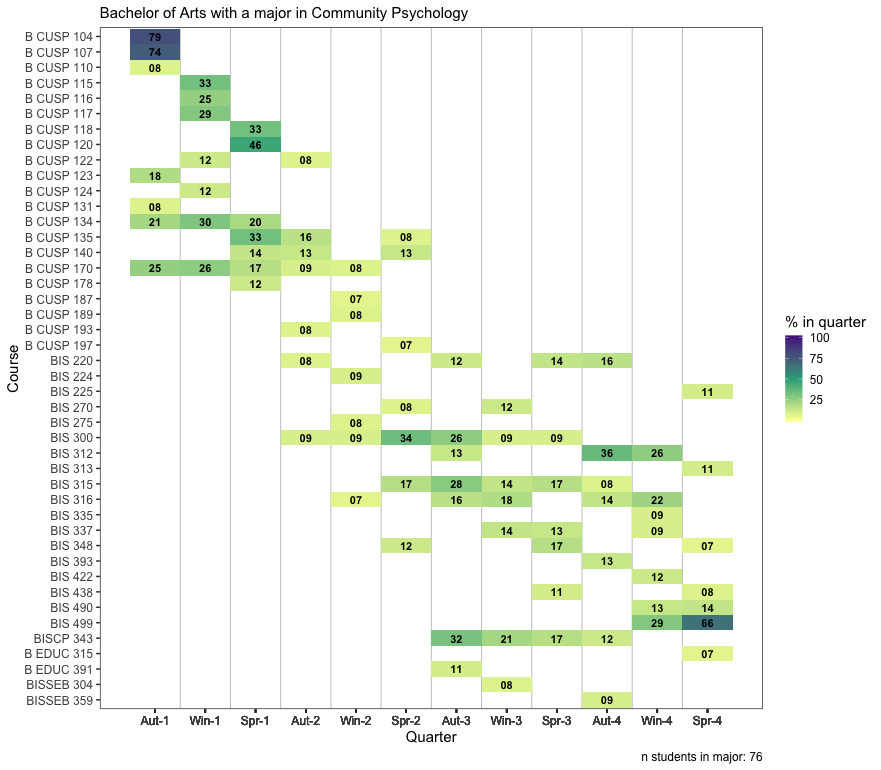 Bachelor of Arts with a major in Community Psychology
B CUSP 104 79
B CUSP 107 74
B CUSP 110 08
B CUSP 115 33
B CUSP 116 25
B CUSP 117 29
B CUSP 118 33
B CUSP 120 46
B CUSP 122 12 08
B CUSP 123 18
B CUSP 124 12
B CUSP 131 08
B CUSP 134 21 30 20
B CUSP 135 33 16 08
B CUSP 140 14 13 13
B CUSP 170 25 26 17 09 08
B CUSP 178 12
B CUSP 187 07
B CUSP 189 08
B CUSP 193 08
B CUSP 197 07
BIS 220 08 12 14 16
BIS 224 09
BIS 225 11
BIS 270 08 12
BIS 275 08
BIS 300 09 09 34 26 09 09
BIS 312 13 36 26
BIS 313 11
BIS 315 17 28 14 17 08
BIS 316 07 16 18 14 22
BIS 335 09
BIS 337 14 13 09
BIS 348 12 17 07
BIS 393 13
BIS 422 12
BIS 438 11 08
BIS 490 13 14
BIS 499 29 66
BISCP 343 32 21 17 12
B EDUC 315 07
B EDUC 391 11
BISSEB 304 08
BISSEB 359 09
Aut-1 Win-1 Spr-1 Aut-2 Win-2 Spr-2 Aut-3 Win-3 Spr-3 Aut-4 Win-4 Spr-4
Quarter
Course
% in quarter
100
75
50
25
n students in major: 76